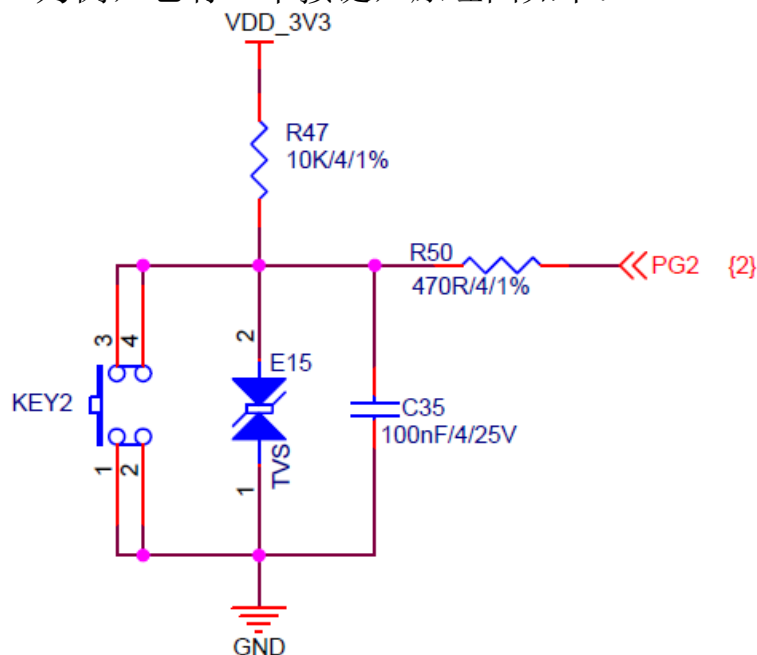 VDD_3V3
R47
10K/4/1%
R50
470R/4/1%
PG2 {2}
3
4
2
E15
KEY2
C35
100nF/4/25V
TVS
1
2
1
GND